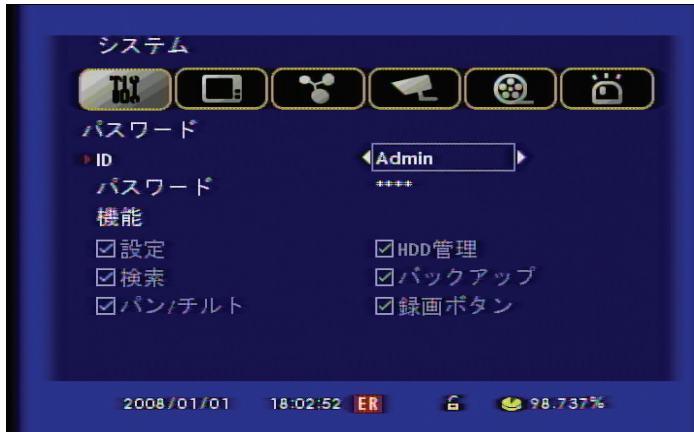 システム
パスワード
ID Admin
パスワード ****
機能
設定 HDD管理
検索 バックアップ
パン/チルト 録画ボタン
2008/01/01 18:02:52 ER 98.737%